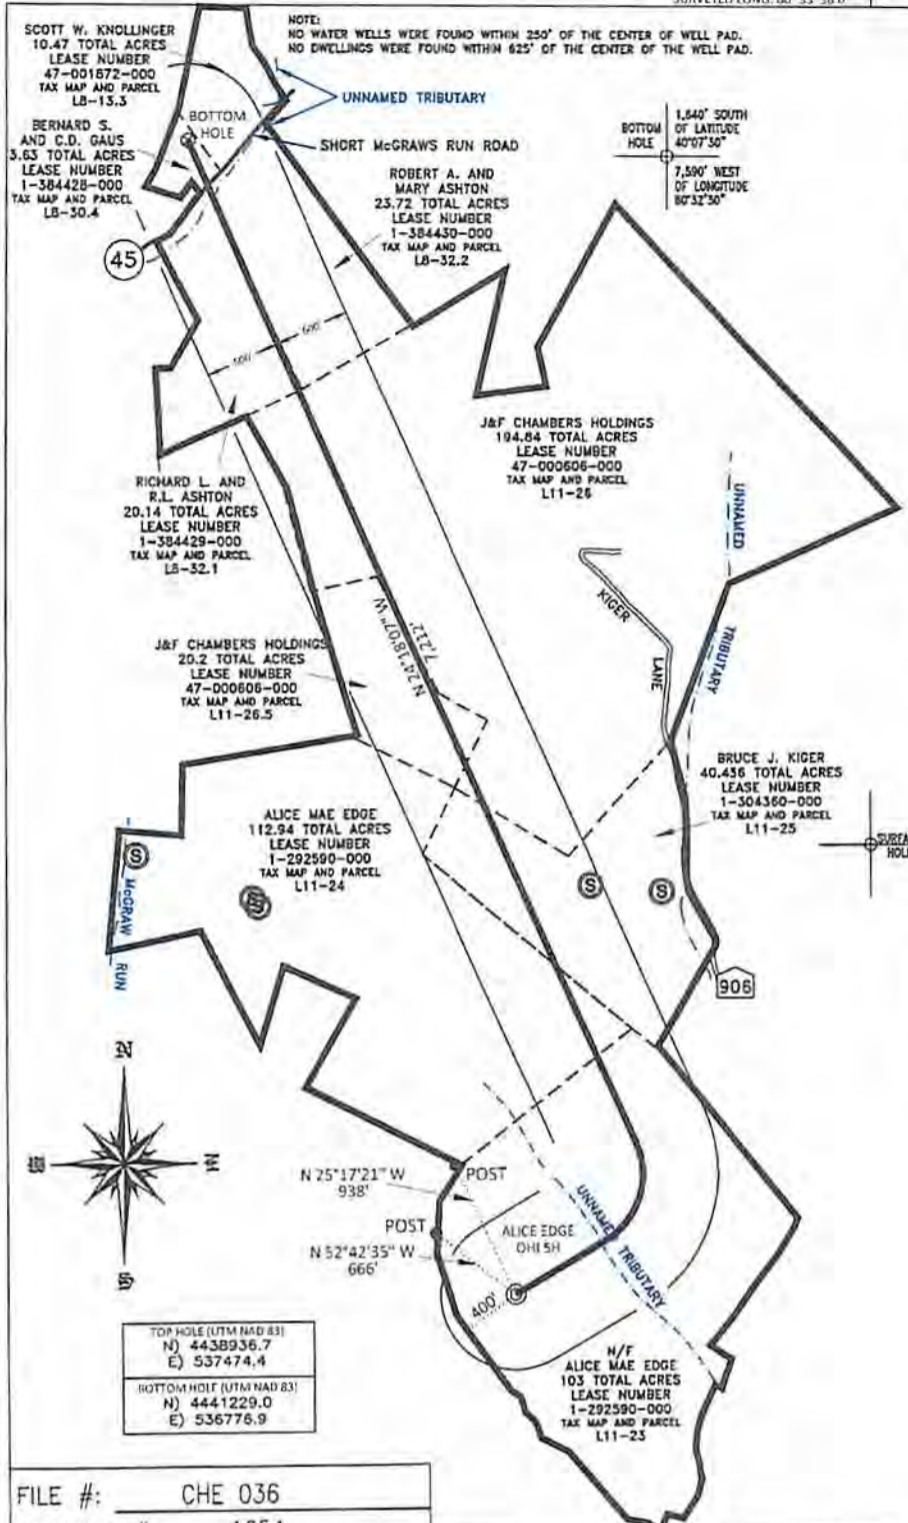 NOTE:
NO WATER WELLS WERE FOUND WITHIN 250' OF THE CENTER OF WELL PAD.
NO DWELLINGS WERE FOUND WITHIN 625' OF THE CENTER OF THE WELL PAD.
SCOTT W. KNOLLINGER
10.47 TOTAL ACRES
LEASE NUMBER
47-001872-000
TAX MAP AND PARCEL
L8-13.3
BERNARD S.
AND C.D. GAUS
3.63 TOTAL ACRES
LEASE NUMBER
1-384428-000
TAX MAP AND PARCEL
L8-30.4
BOTTOM
HOLE
UNNAMED TRIBUTARY
SHORT McGRAWS RUN ROAD
BOTTOM
HOLE
1,640' SOUTH
OF LATITUDE
40°07'30"
7,590' WEST
OF LONGITUDE
80°32'30"
ROBERT A. AND
MARY ASHTON
23.72 TOTAL ACRES
LEASE NUMBER
1-384430-000
TAX MAP AND PARCEL
L8-32.2
45
600'
600'
J&F CHAMBERS HOLDINGS
194.84 TOTAL ACRES
LEASE NUMBER
47-000606-000
TAX MAP AND PARCEL
L11-26
RICHARD L. AND
R.L. ASHTON
20.14 TOTAL ACRES
LEASE NUMBER
1-384429-000
TAX MAP AND PARCEL
L8-32.1
UNNAMED
TRIBUTARY
KIGER
LANE
N 24°18'07" W
7,212'
J&F CHAMBERS HOLDINGS
20.2 TOTAL ACRES
LEASE NUMBER
47-000606-000
TAX MAP AND PARCEL
L11-26.5
BRUCE J. KIGER
40.436 TOTAL ACRES
LEASE NUMBER
1-304360-000
TAX MAP AND PARCEL
L11-25
ALICE MAE EDGE
112.94 TOTAL ACRES
LEASE NUMBER
1-292590-000
TAX MAP AND PARCEL
L11-24
HOLE
S
S
S
S
McGRAW
RUN
906
N
S
N 25°17'21" W
938'
POST
POST
N 52°42'35" W
666'
ALICE EDGE
OHI 5H
UNNAMED TRIBUTARY
400'
TOP HOLE (UTM NAD 83)
N) 4438936.7
E) 537474.4
BOTTOM HOLE (UTM NAD 83)
N) 4441229.0
E) 536776.9
N/F
ALICE MAE EDGE
103 TOTAL ACRES
LEASE NUMBER
1-292590-000
TAX MAP AND PARCEL
L11-23
FILE #: CHE 036